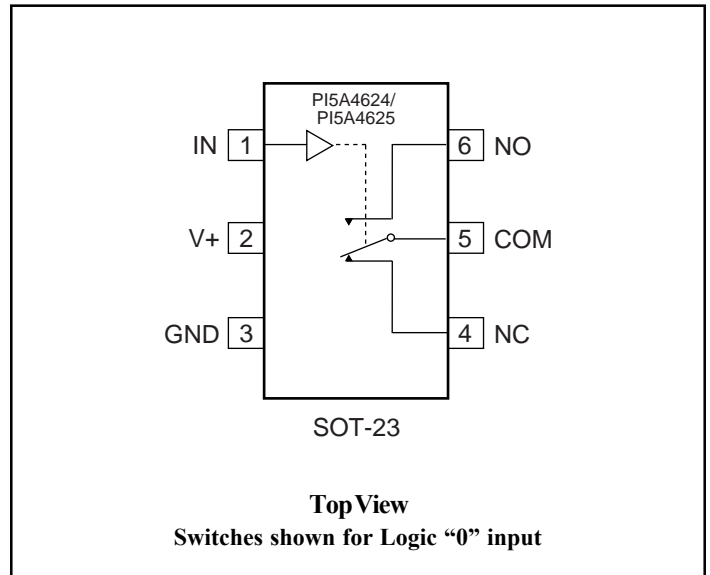 PI5A4624/
PI5A4625
IN 1
6 NO
V+ 2
5 COM
GND 3
4 NC
SOT-23
Top View
Switches shown for Logic “0” input